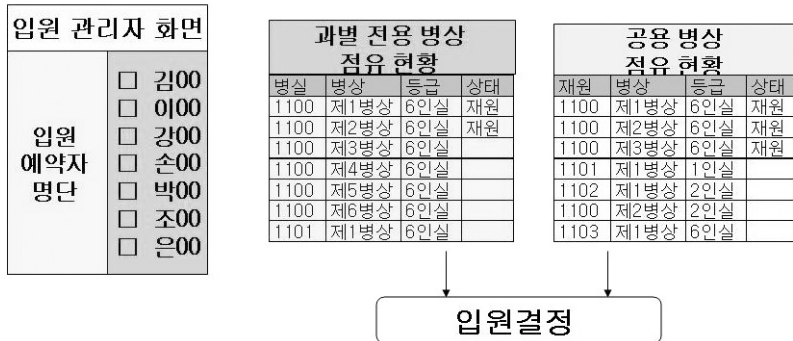 입원 관리자 화면
입원
예약자
명단
□ 김00
□ 이00
□ 강00
□ 손00
□ 박00
□ 조00
□ 은00
과별 전용 병상
점유 현황
병실 병상 등급 상태
1100 제1병상 6인실 재원
1100 제2병상 6인실 재원
1100 제3병상 6인실
1100 제4병상 6인실
1100 제5병상 6인실
1100 제6병상 6인실
1101 제1병상 6인실
공용 병상
점유 현황
재원 병상 등급 상태
1100 제1병상 6인실 재원
1100 제2병상 6인실 재원
1100 제3병상 6인실 재원
1101 제1병상 1인실
1102 제1병상 2인실
1100 제2병상 2인실
1103 제1병상 6인실
입원결정